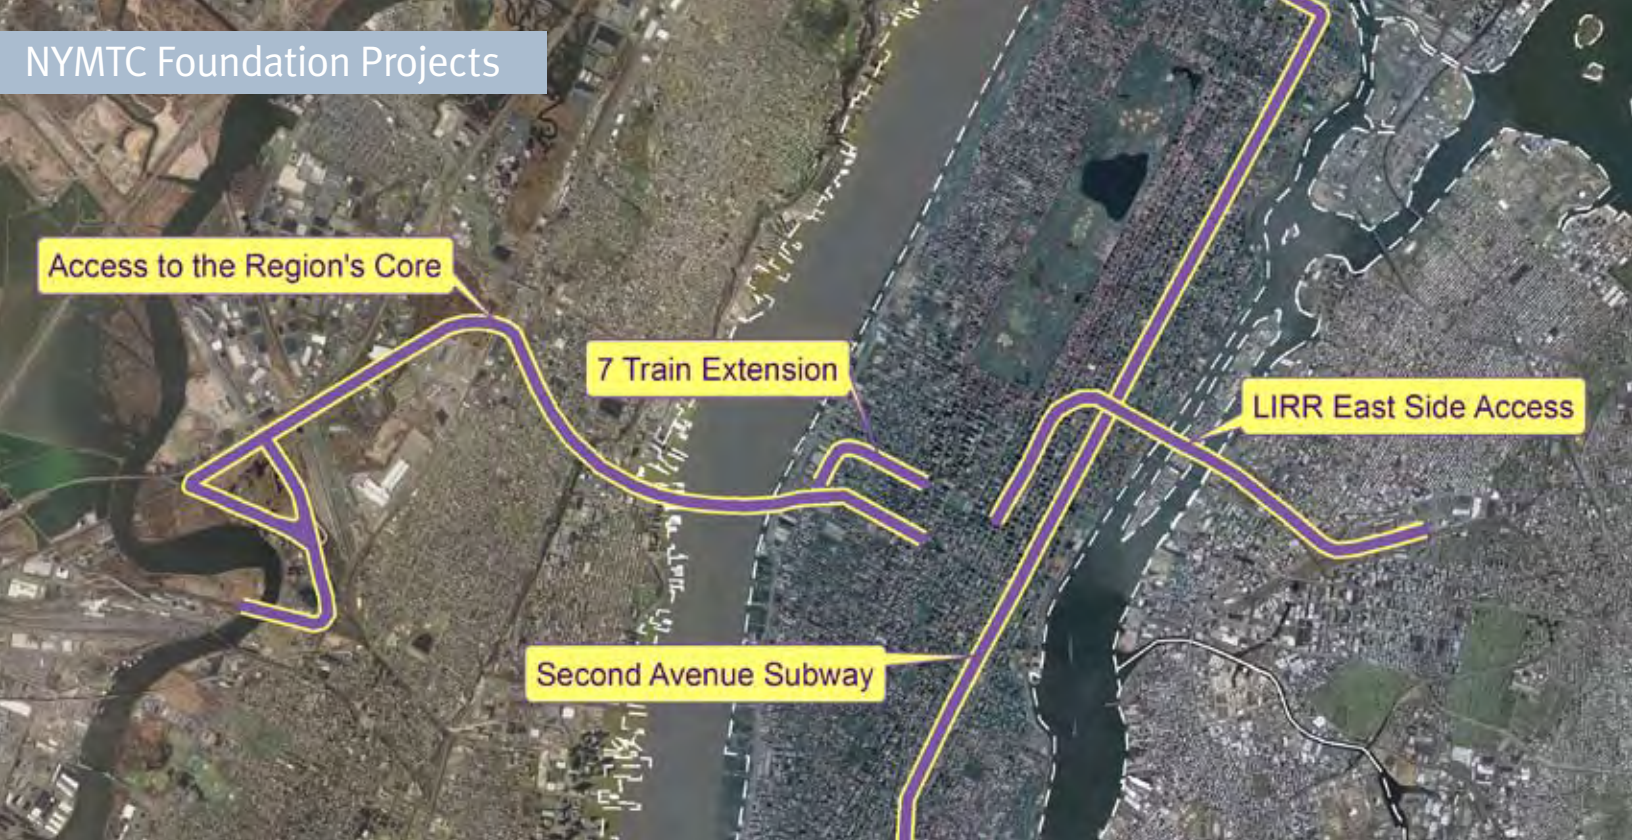 NYMTC Foundation Projects
Access to the Region's Core
7 Train Extension
LIRR East Side Access
Second Avenue Subway